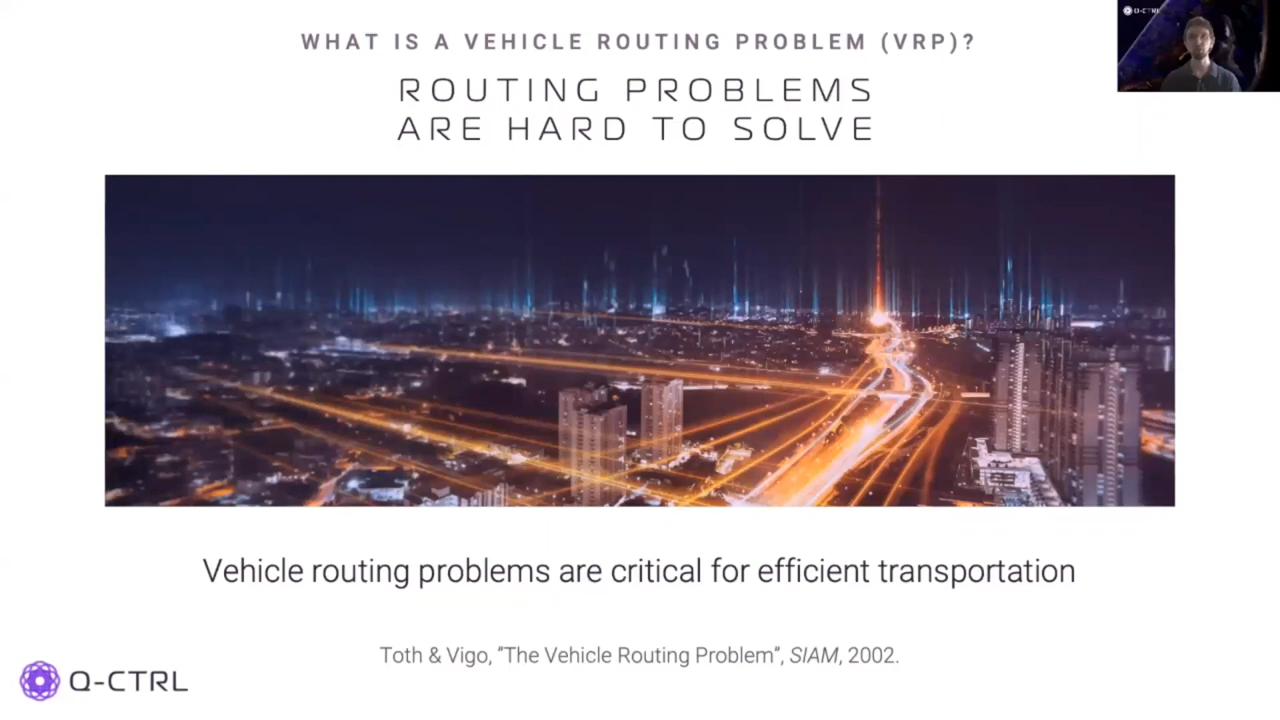 WHAT IS A VEHICLE ROUTING PROBLEM (VRP)?
ROUTING PROBLEMS
ARE HARD TO SOLVE
Q-CTRL
Vehicle routing problems are critical for efficient transportation
Toth & Vigo, "The Vehicle Routing Problem", SIAM, 2002.
Q-CTRL